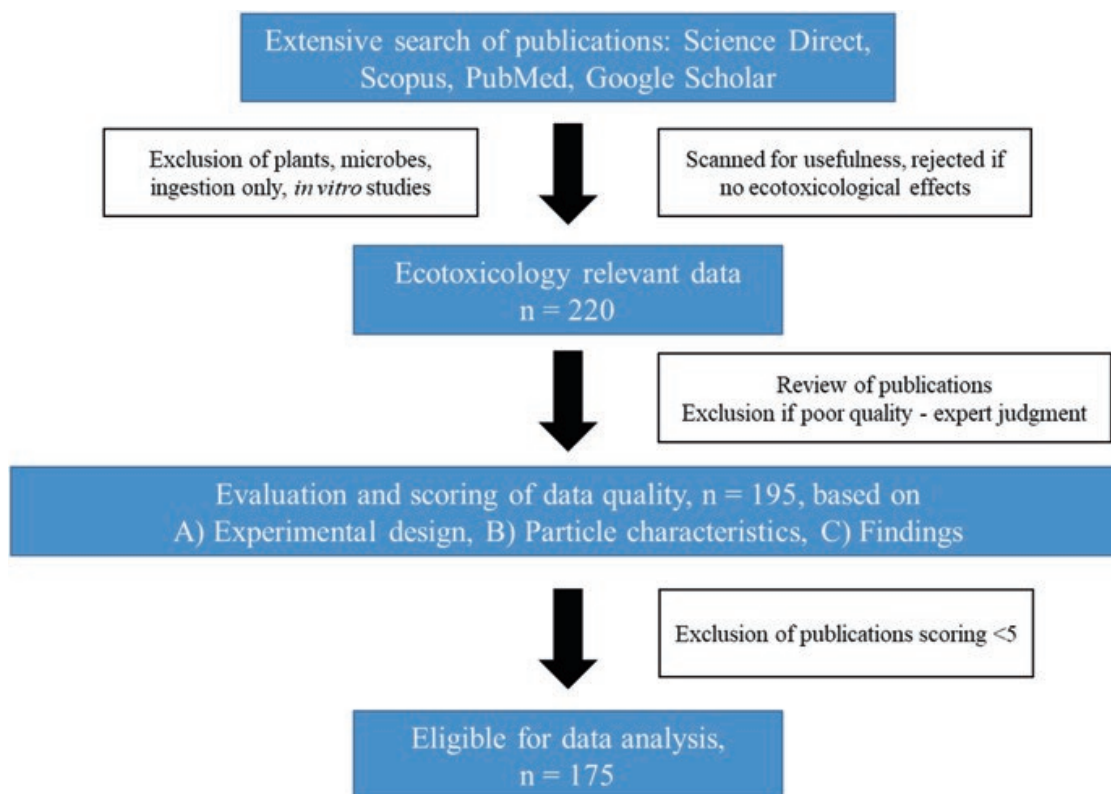 Extensive search of publications: Science Direct,
Scopus, PubMed, Google Scholar
Exclusion of plants, microbes,
ingestion only, in vitro studies
Scanned for usefulness, rejected if
no ecotoxicological effects
Ecotoxicology relevant data
n = 220
Review of publications
Exclusion if poor quality - expert judgment
Evaluation and scoring of data quality, n = 195, based on
A) Experimental design, B) Particle characteristics, C) Findings
Exclusion of publications scoring <5
Eligible for data analysis,
n = 175